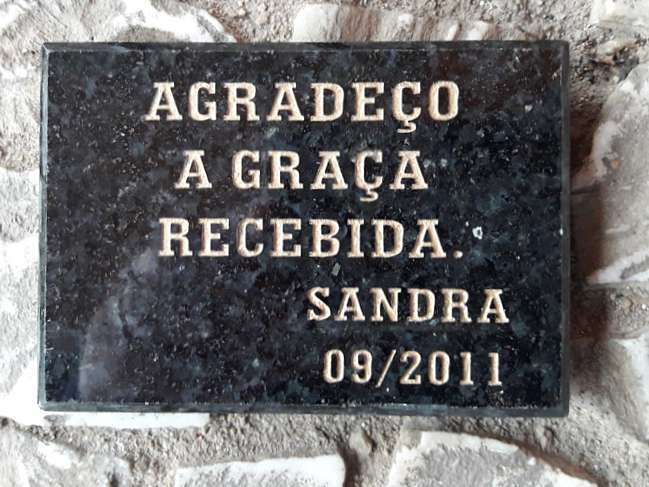 AGRADEÇO
A GRAÇA
RECEBIDA.
SANDRA
09/2011